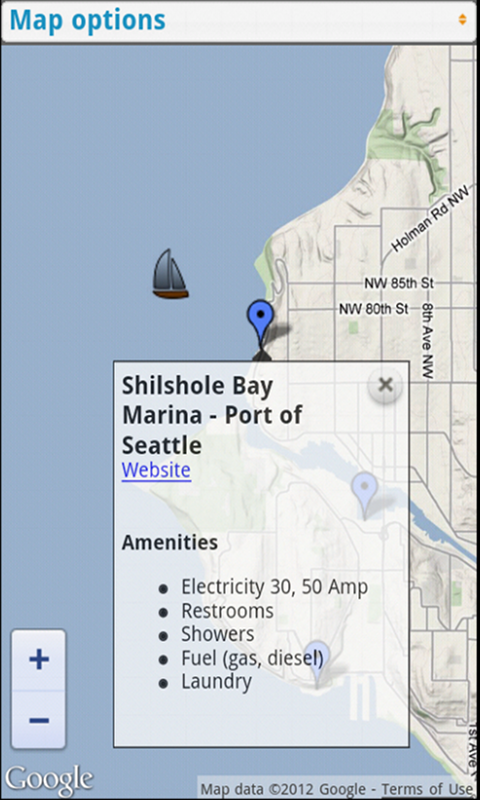 Map options
Holman Rd NW
NW 85th St
NW 80th St
8th Ave NW
Shilshole Bay
Marina - Port of
Seattle
Website
Amenities
Electricity 30, 50 Amp
Restrooms
Showers
Fuel (gas, diesel)
Laundry
+
−
1st Ave
Google
Map data ©2012 Google - Terms of Use